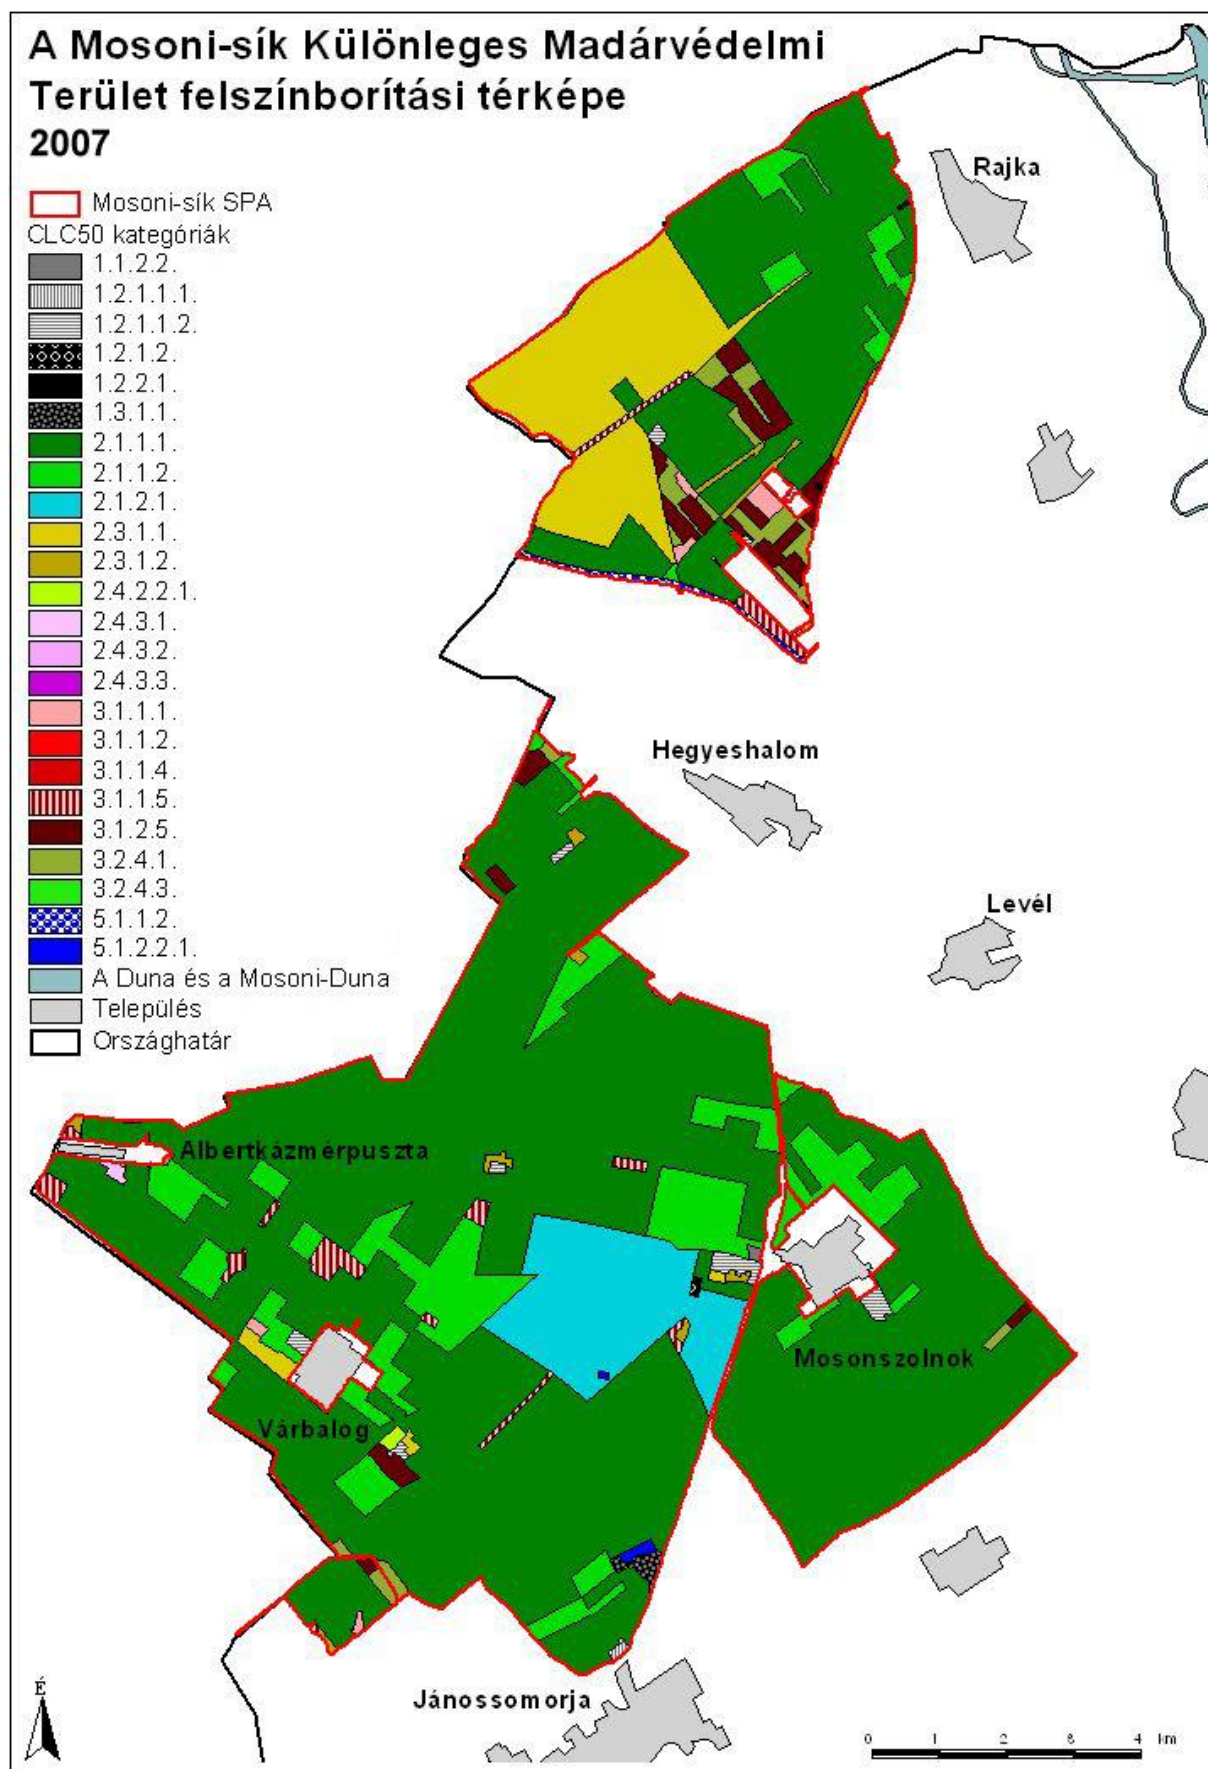 A Mosoni-sík Különleges Madárvédelmi
Terület felszínborítási térképe
2007
Mosoni-sík SPA
CLC50 kategóriák
1.1.2.2.
1.2.1.1.1.
1.2.1.1.2.
1.2.1.2.
1.2.2.1.
1.3.1.1.
2.1.1.1.
2.1.1.2.
2.1.2.1.
2.3.1.1.
2.3.1.2.
2.4.2.2.1.
2.4.3.1.
2.4.3.2.
2.4.3.3.
3.1.1.1.
3.1.1.2.
3.1.1.4.
3.1.1.5.
3.1.2.5.
3.2.4.1.
3.2.4.3.
5.1.1.2.
5.1.2.2.1.
A Duna és a Mosoni-Duna
Település
Országhatár
Rajka
Hegyeshalom
Levél
Albertkázmérpuszta
Mosonszolnok
Várbalog
Jánossomorja
É
0 1 2 3 4 km